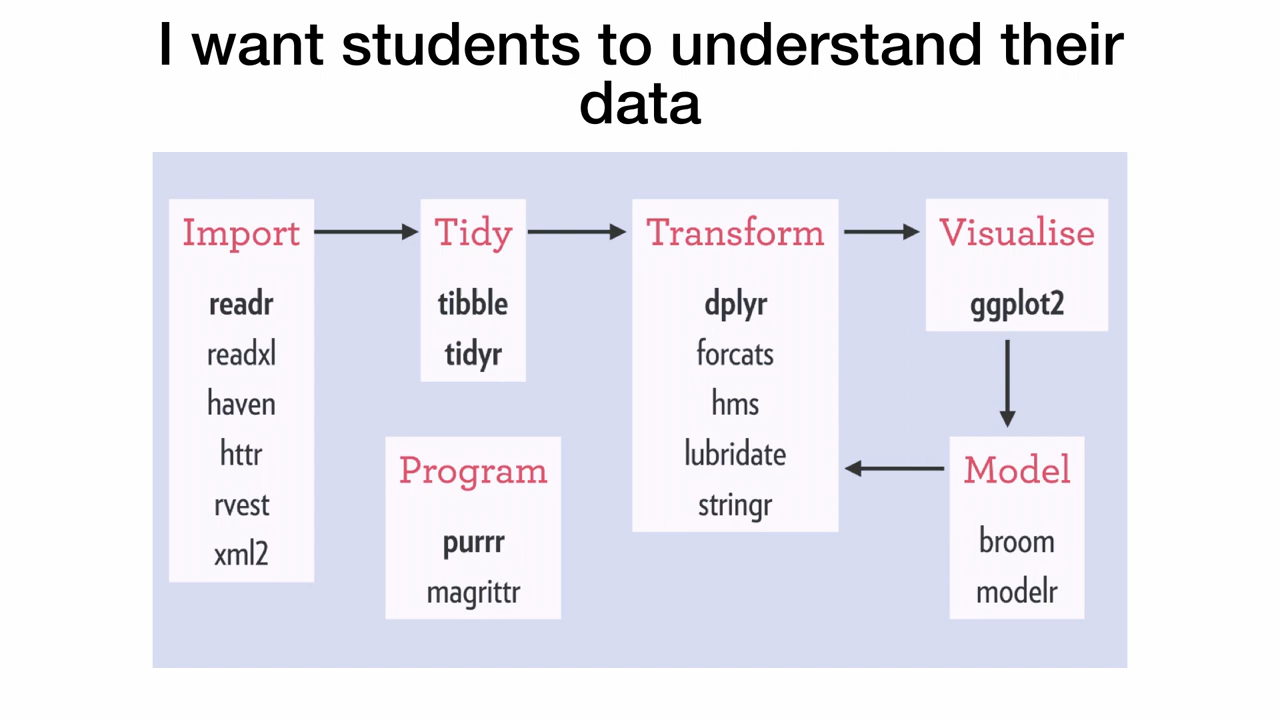 I want students to understand their
data
Import
readr
readxl
haven
httr
rvest
xml2
Tidy
tibble
tidyr
Program
purrr
magrittr
Transform
dplyr
forcats
hms
lubridate
stringr
Visualise
ggplot2
Model
broom
modelr